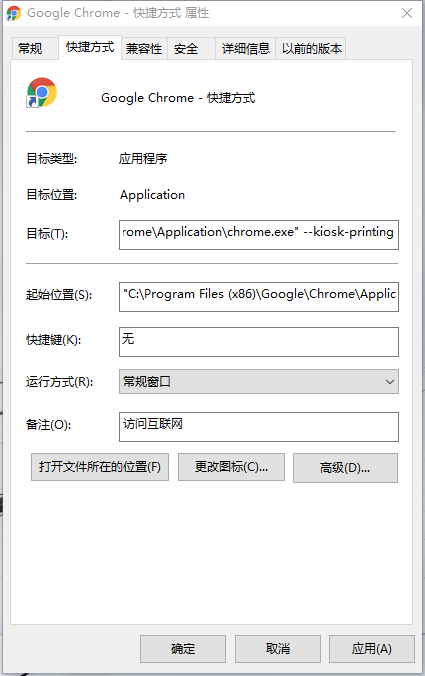 Google Chrome - 快捷方式 属性
常规 快捷方式 兼容性 安全 详细信息 以前的版本
Google Chrome - 快捷方式
目标类型: 应用程序
目标位置: Application
目标(T): rome\Application\chrome.exe" --kiosk-printing
起始位置(S): "C:\Program Files (x86)\Google\Chrome\Applic
快捷键(K): 无
运行方式(R): 常规窗口
备注(O): 访问互联网
打开文件所在的位置(F) 更改图标(C)... 高级(D)...
确定 取消 应用(A)